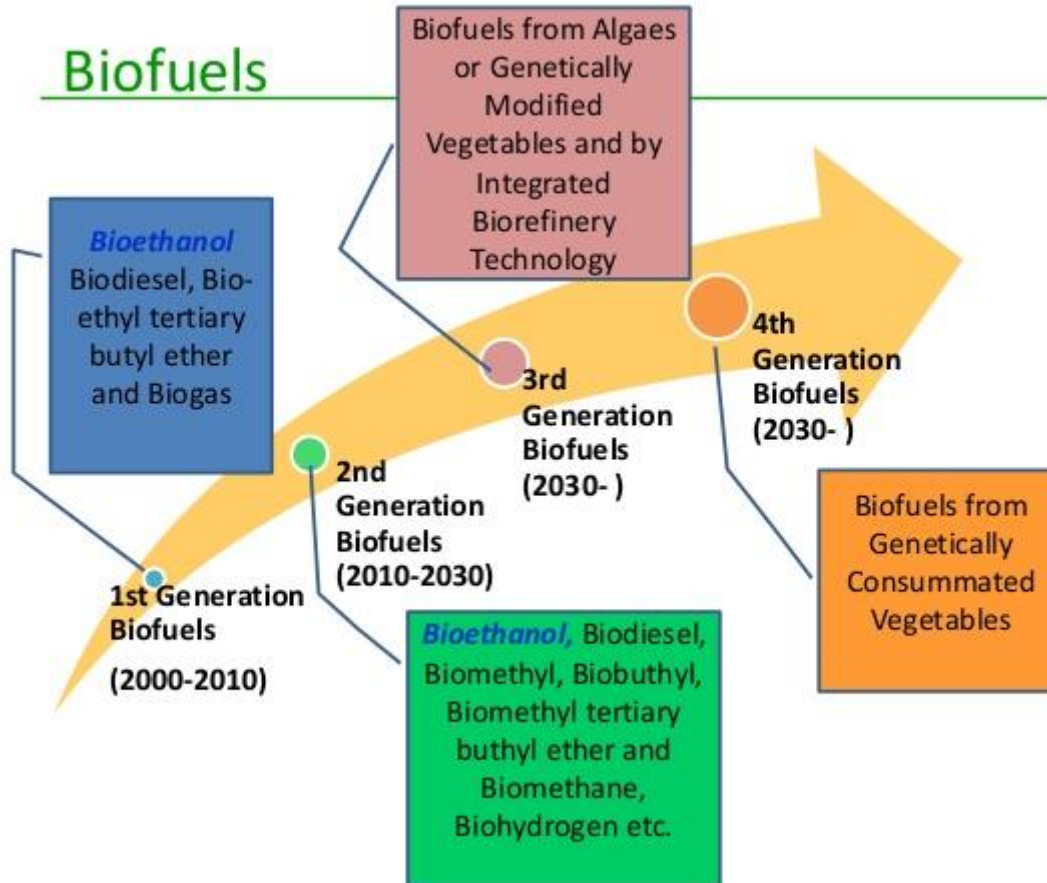 Biofuels
Biofuels from Algaes
or Genetically
Modified
Vegetables and by
Integrated
Biorefinery
Technology
Bioethanol
Biodiesel, Bio-
ethyl tertiary
butyl ether
and Biogas
1st Generation
Biofuels
(2000-2010)
2nd
Generation
Biofuels
(2010-2030)
3rd
Generation
Biofuels
(2030- )
4th
Generation
Biofuels
(2030- )
Bioethanol, Biodiesel,
Biomethyl, Biobuthyl,
Biomethyl tertiary
buthyl ether and
Biomethane,
Biohydrogen etc.
Biofuels from
Genetically
Consummated
Vegetables